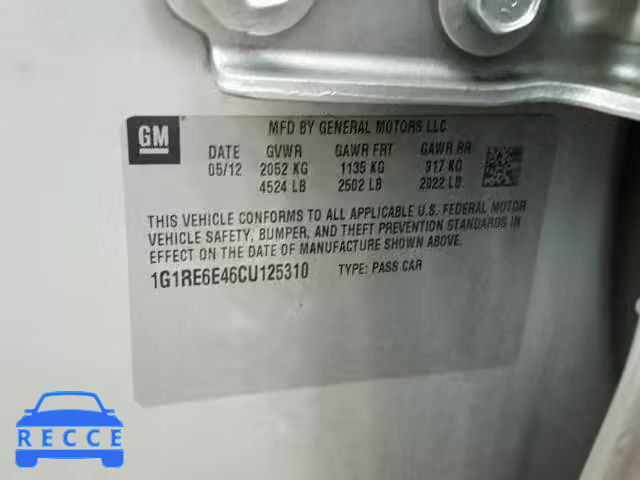 GM
MFD BY GENERAL MOTORS LLC
DATE GVWR GAWR FRT GAWR RR
05/12 2052 KG 1135 KG 917 KG
4524 LB 2502 LB 2022 LB
THIS VEHICLE CONFORMS TO ALL APPLICABLE U.S. FEDERAL MOTOR
VEHICLE SAFETY, BUMPER, AND THEFT PREVENTION STANDARDS IN
EFFECT ON THE DATE OF MANUFACTURE SHOWN ABOVE.
1G1RE6E46CU125310 TYPE: PASS CAR
RECCE